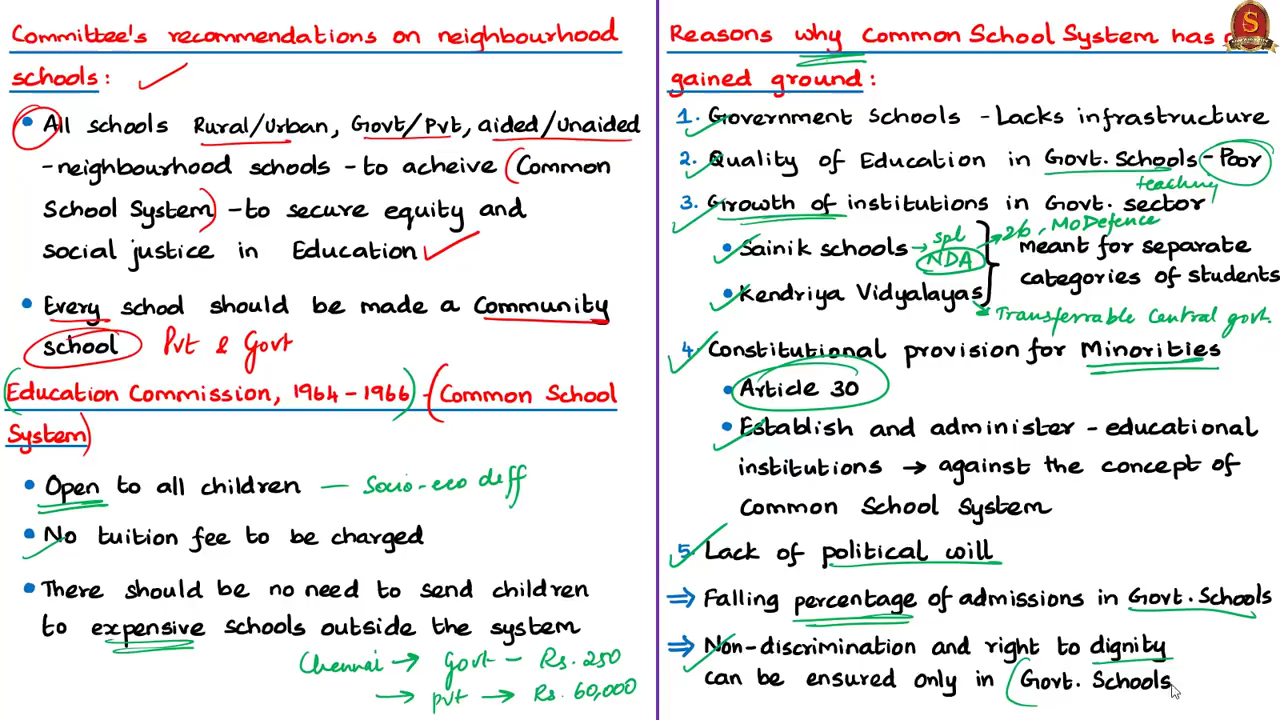 Committee's recommendations on neighbourhood
schools:
• All schools Rural/Urban, Govt/Pvt, aided/Unaided
-neighbourhood schools - to acheive (Common
School System) - to secure equity and
social justice in Education
• Every school should be made a Community
school Pvt & Govt
(Education Commission, 1964-1966) - (Common School
System)
• Open to all children — Socio-eco diff
• No tuition fee to be charged
• There should be no need to send children
to expensive schools outside the system
Chennai → govt - Rs. 250
→ pvt → Rs. 60,000
S
Reasons why Common School System has
gained ground:
1. Government Schools - Lacks infrastructure
2. Quality of Education in Govt. Schools - Poor
teaching
3. Growth of institutions in Govt. sector
• Sainik schools → spl NDA → 26, MoDefence
• Kendriya Vidyalayas
meant for separate
categories of students
→ Transferrable Central govt.
4. Constitutional provision for Minorities
• Article 30
• Establish and administer - educational
institutions → against the concept of
Common School System
5. Lack of political will
⇒ Falling percentage of admissions in Govt. Schools
⇒ Non-discrimination and right to dignity
can be ensured only in (Govt. Schools